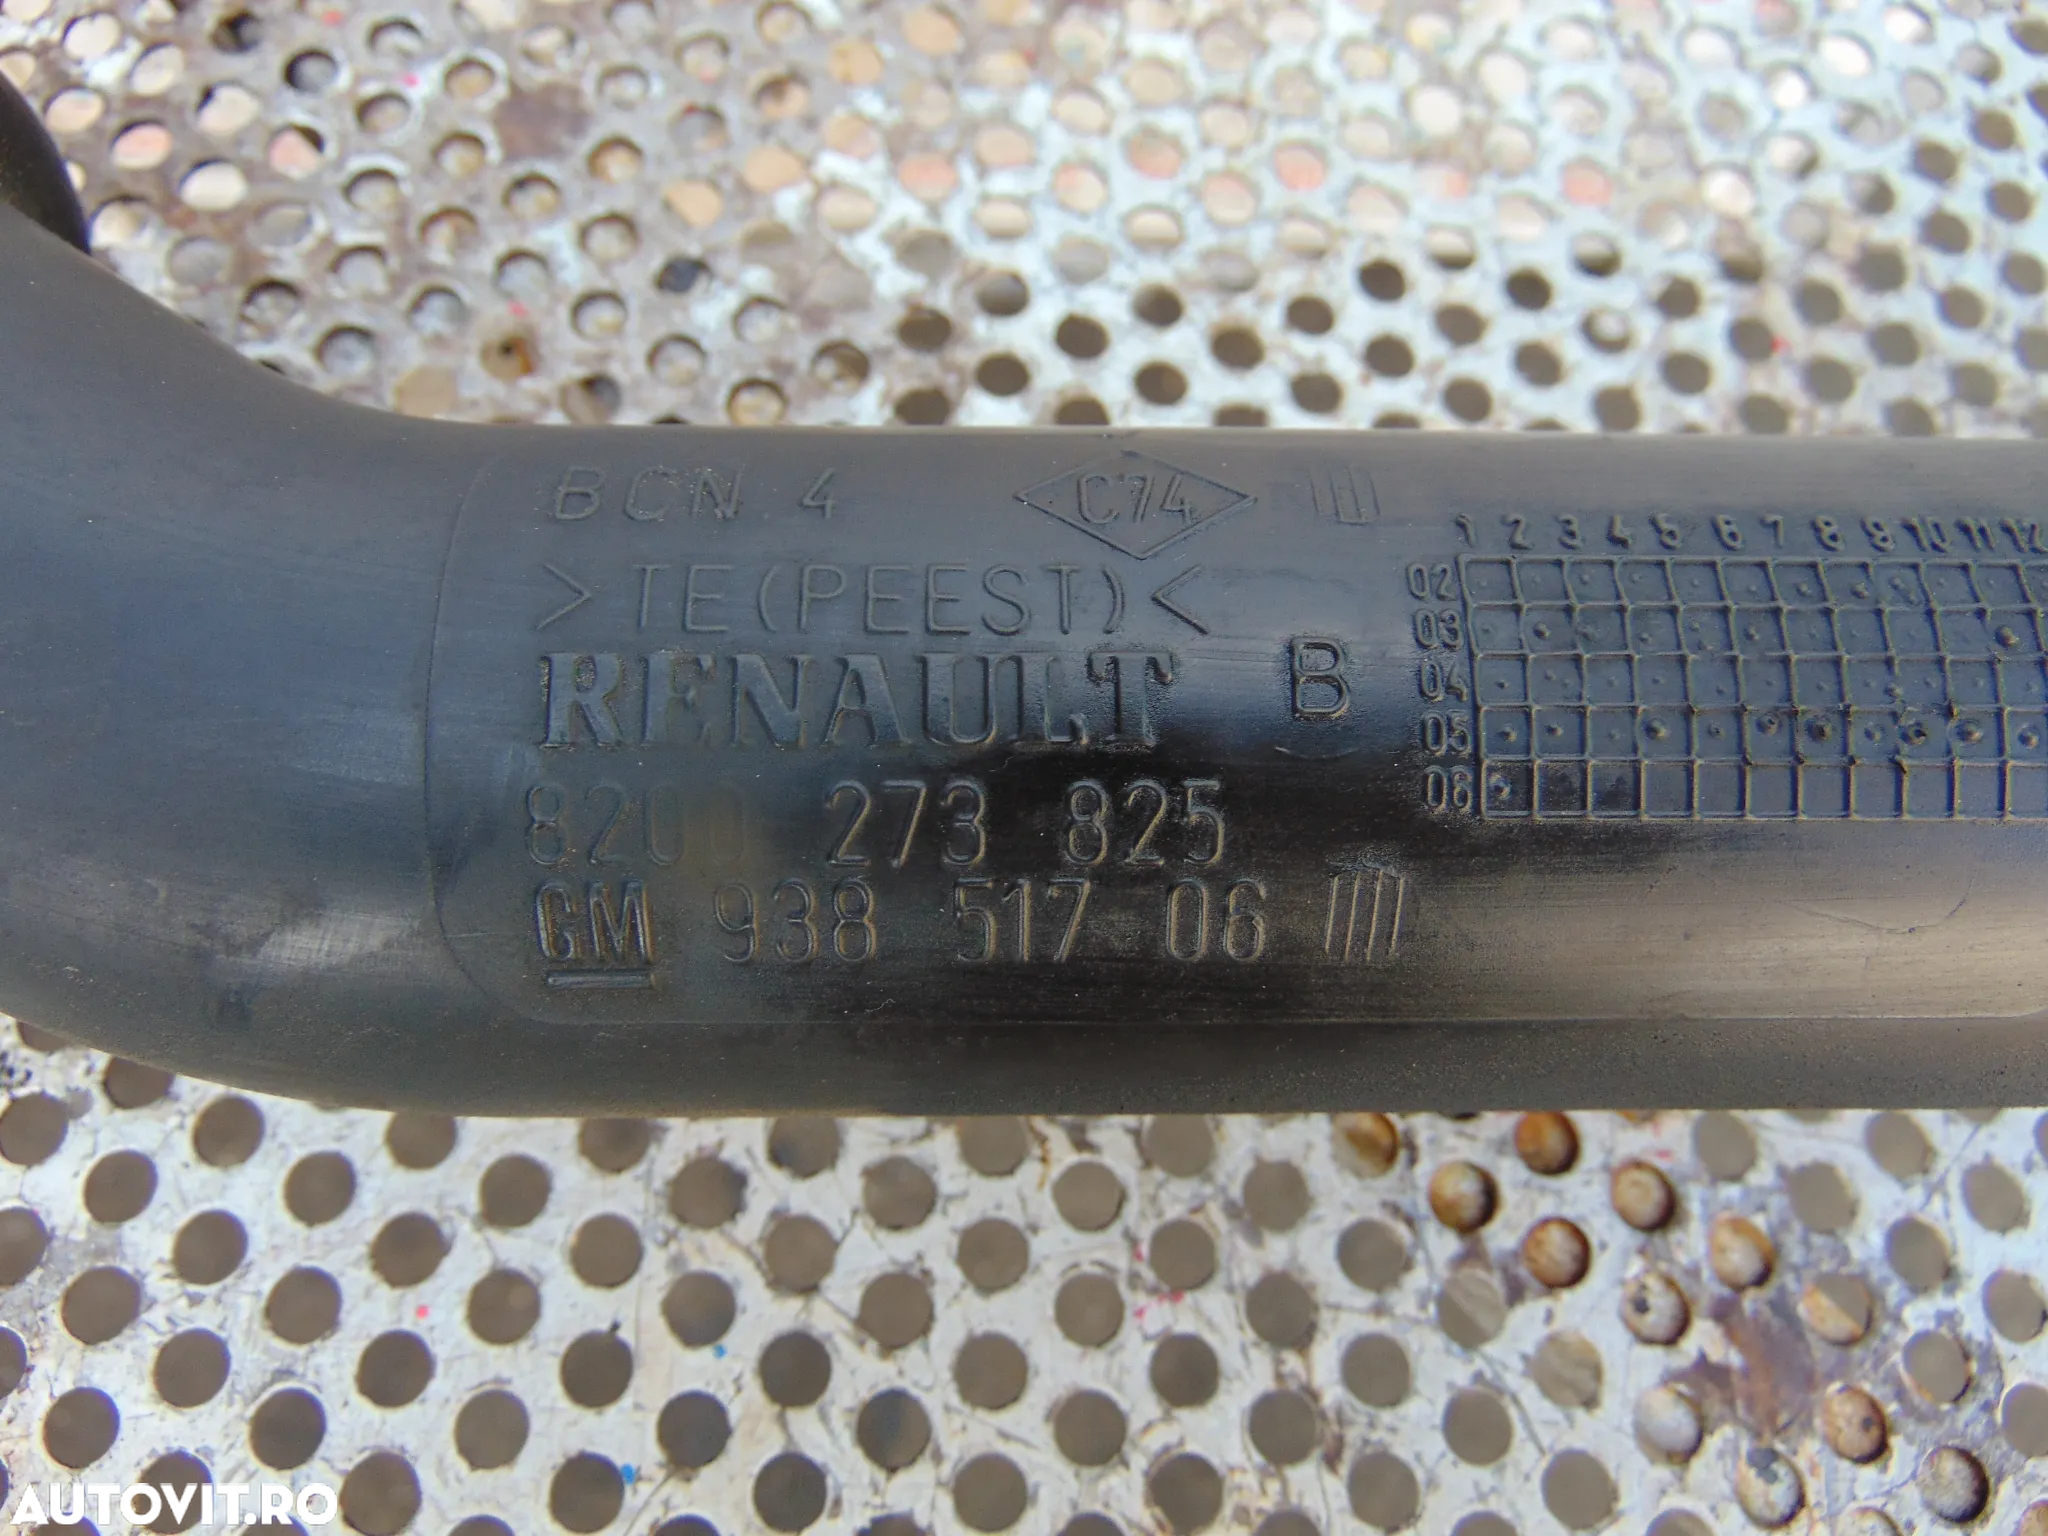 BCN 4 C74
>TE(PEEST)<
RENAULT B
8200 273 825
GM 938 517 06
1 2 3 4 5 6 7 8 9 10 11 12
02
03
04
05
06
AUTOVIT.RO